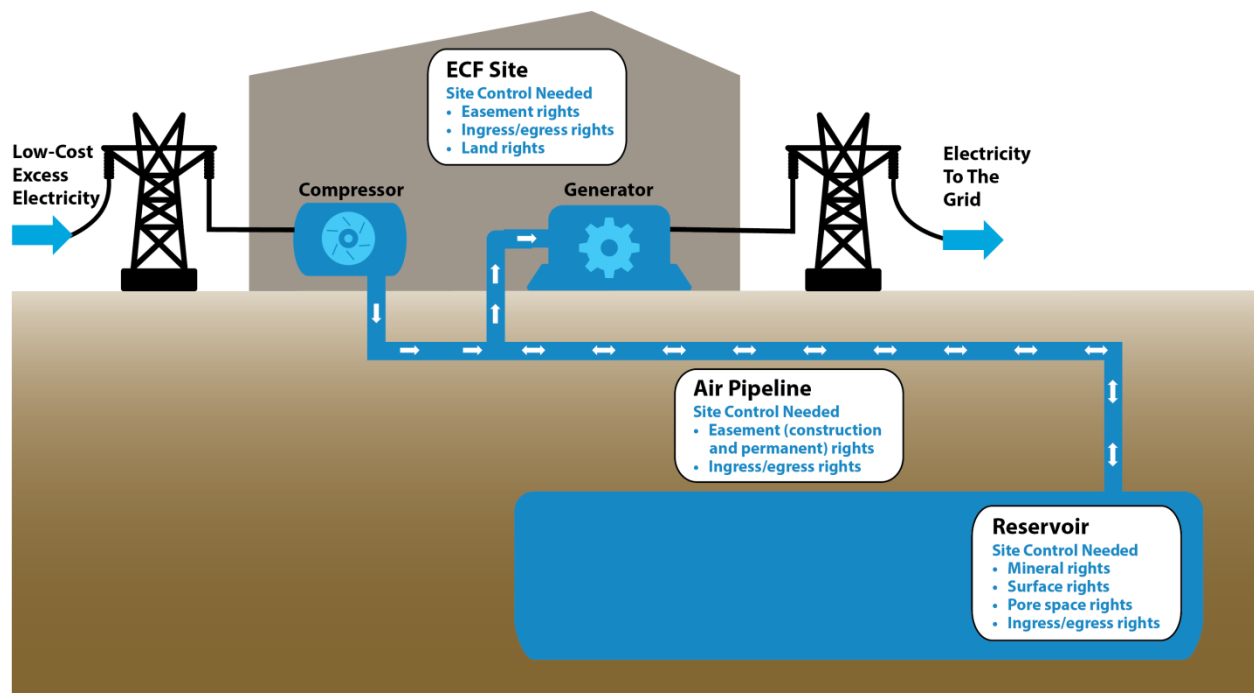 ECF Site
Site Control Needed
• Easement rights
• Ingress/egress rights
• Land rights
Low-Cost
Excess
Electricity
Compressor
Generator
Electricity
To The
Grid
Air Pipeline
Site Control Needed
• Easement (construction
and permanent) rights
• Ingress/egress rights
Reservoir
Site Control Needed
• Mineral rights
• Surface rights
• Pore space rights
• Ingress/egress rights